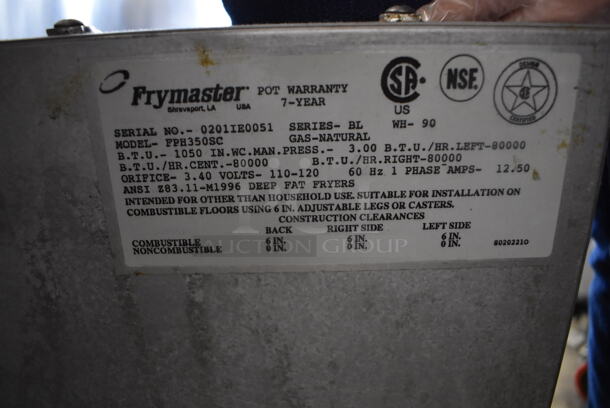 Frymaster POT WARRANTY
Shreveport, LA USA 7-YEAR
SERIAL NO.- 0201IE0051 SERIES- BL WH- 90
MODEL- FPH350SC GAS-NATURAL
B.T.U.- 1050 IN.WC.MAN.PRESS.- 3.00 B.T.U./HR.LEFT-80000
B.T.U./HR.CENT.-80000 B.T.U./HR.RIGHT-80000
ORIFICE- 3.40 VOLTS- 110-120 60 Hz 1 PHASE AMPS- 12.50
ANSI Z83.11-M1996 DEEP FAT FRYERS
INTENDED FOR OTHER THAN HOUSEHOLD USE. SUITABLE FOR INSTALLATION ON
COMBUSTIBLE FLOORS USING 6 IN. ADJUSTABLE LEGS OR CASTERS.
CONSTRUCTION CLEARANCES
BACK RIGHT SIDE LEFT SIDE
COMBUSTIBLE 6 IN. 6 IN. 6 IN.
NONCOMBUSTIBLE 0 IN. 0 IN. 0 IN.
80202210
SA
US
NSF.
AUCTION GROUP